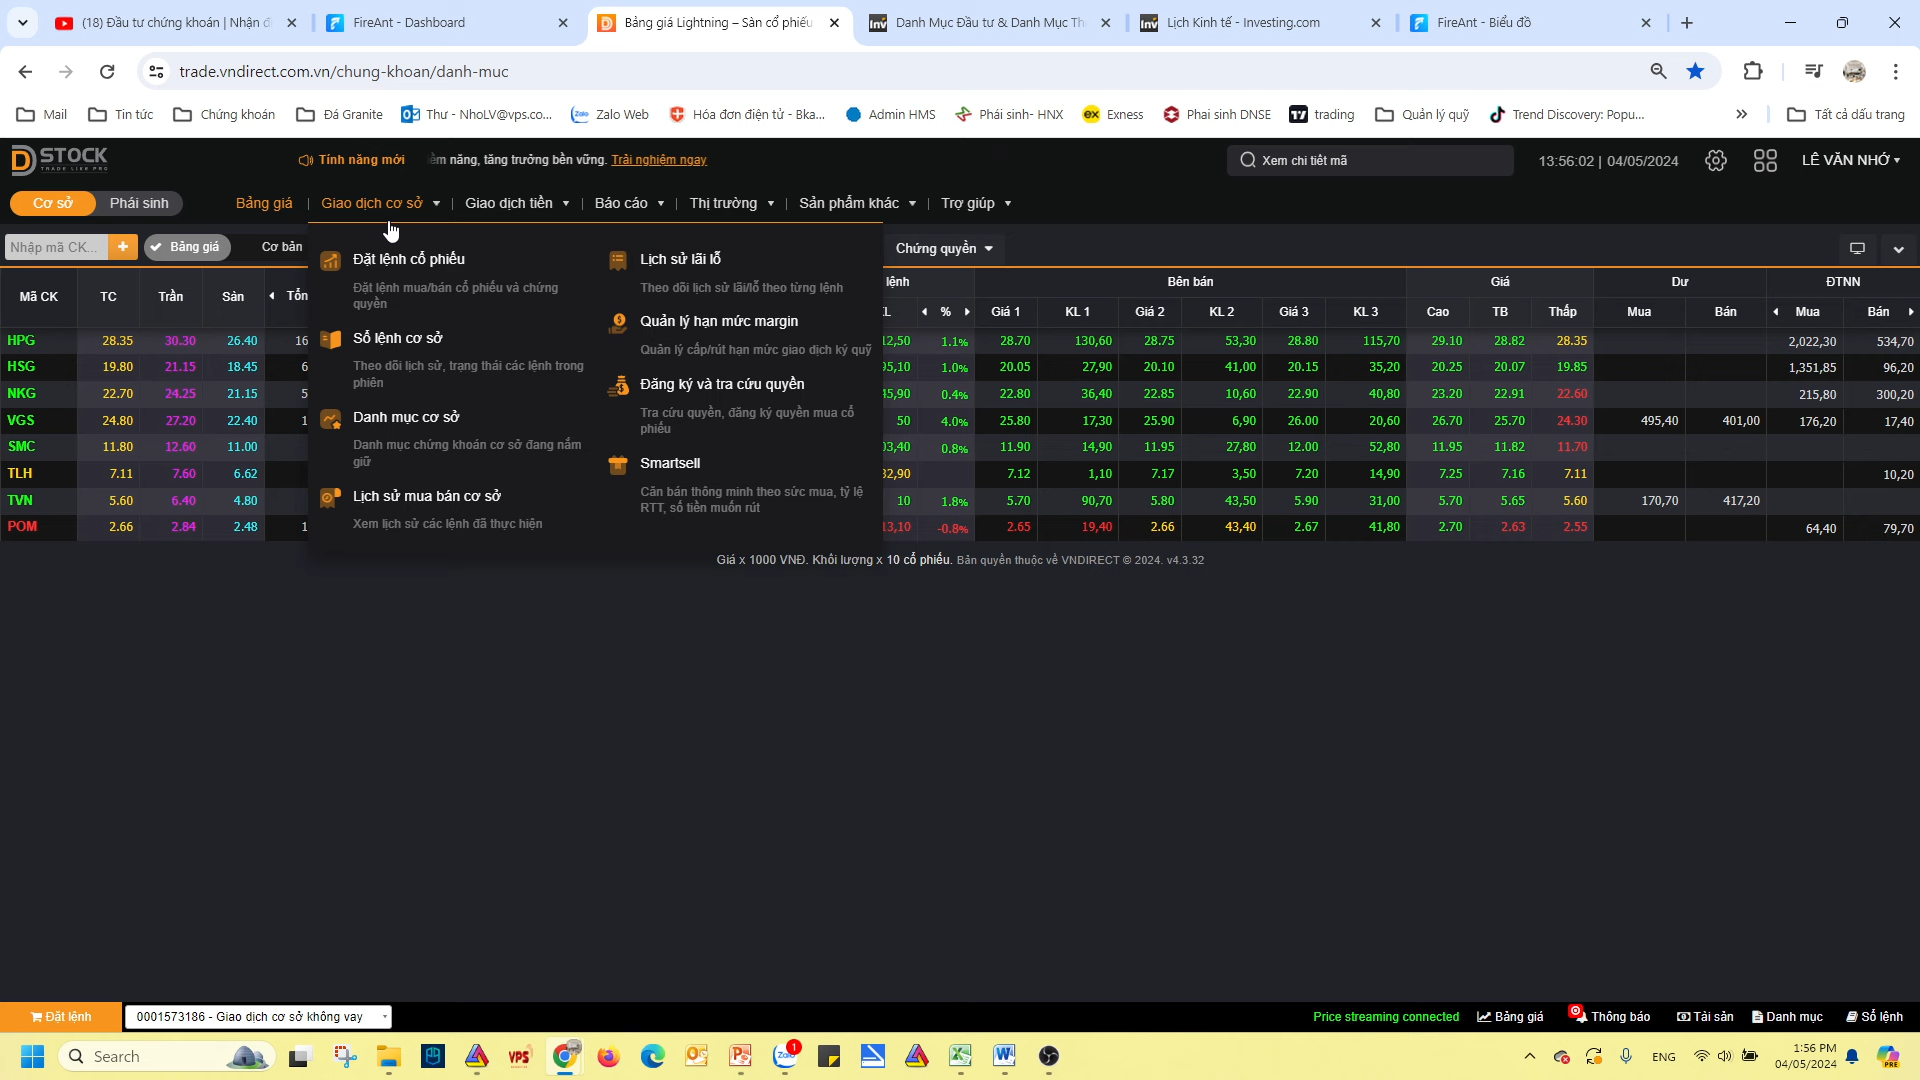 (18) Đầu tư chứng khoán | Nhận đ
FireAnt - Dashboard
Bảng giá Lightning – Sàn cổ phiếu
Danh Mục Đầu tư & Danh Mục Th
Lịch Kinh tế - Investing.com
FireAnt - Biểu đồ
trade.vndirect.com.vn/chung-khoan/danh-muc
Mail Tin tức Chứng khoán Đá Granite Thư - NhoLV@vps.co... Zalo Web Hóa đơn điện tử - Bka... Admin HMS Phái sinh- HNX Exness Phai sinh DNSE trading Quản lý quỹ Trend Discovery: Popu... » Tất cả dấu trang
DSTOCK
TRADE LIKE PRO
Tính năng mới
ềm năng, tăng trưởng bền vững. Trải nghiệm ngay
Xem chi tiết mã
13:56:02 | 04/05/2024
LÊ VĂN NHỚ
Cơ sở Phái sinh Bảng giá | Giao dịch cơ sở | Giao dịch tiền | Báo cáo | Thị trường | Sản phẩm khác | Trợ giúp
Nhập mã CK... + Bảng giá Cơ bản Chứng quyền
Đặt lệnh cổ phiếu
Đặt lệnh mua/bán cổ phiếu và chứng
quyền
Sổ lệnh cơ sở
Theo dõi lịch sử, trạng thái các lệnh trong
phiên
Danh mục cơ sở
Danh mục chứng khoán cơ sở đang nắm
giữ
Lịch sử mua bán cơ sở
Xem lịch sử các lệnh đã thực hiện
Lịch sử lãi lỗ
Theo dõi lịch sử lãi/lỗ theo từng lệnh
Quản lý hạn mức margin
Quản lý cấp/rút hạn mức giao dịch ký quỹ
Đăng ký và tra cứu quyền
Tra cứu quyền, đăng ký quyền mua cổ
phiếu
Smartsell
Cân bán thông minh theo sức mua, tỷ lệ
RTT, số tiền muốn rút
Mã CK TC Trần Sàn Tổn lệnh Bên bán Giá Dư ĐTNN
KL % Giá 1 KL 1 Giá 2 KL 2 Giá 3 KL 3 Cao TB Thấp Mua Bán Mua Bán
HPG 28.35 30.30 26.40 16 12,50 1.1% 28.70 130,60 28.75 53,30 28.80 115,70 29.10 28.82 28.35 2,022,30 534,70
HSG 19.80 21.15 18.45 6 95,10 1.0% 20.05 27,90 20.10 41,00 20.15 35,20 20.25 20.07 19.85 1,351,85 96,20
NKG 22.70 24.25 21.15 5 45,90 0.4% 22.80 36,40 22.85 10,60 22.90 40,80 23.20 22.91 22.60 215,80 300,20
VGS 24.80 27.20 22.40 1 50 4.0% 25.80 17,30 25.90 6,90 26.00 20,60 26.70 25.70 24.30 495,40 401,00 176,20 17,40
SMC 11.80 12.60 11.00 03,40 0.8% 11.90 14,90 11.95 27,80 12.00 52,80 11.95 11.82 11.70
TLH 7.11 7.60 6.62 32,90 7.12 1,10 7.17 3,50 7.20 14,90 7.25 7.16 7.11 10,20
TVN 5.60 6.40 4.80 10 1.8% 5.70 90,70 5.80 43,50 5.90 31,00 5.70 5.65 5.60 170,70 417,20
POM 2.66 2.84 2.48 1 13,10 -0.8% 2.65 19,40 2.66 43,40 2.67 41,80 2.70 2.63 2.55 64,40 79,70
Giá x 1000 VNĐ. Khối lượng x 10 cổ phiếu. Bản quyền thuộc về VNDIRECT © 2024. v4.3.32
Đặt lệnh 0001573186 - Giao dịch cơ sở không vay Price streaming connected Bảng giá Thông báo Tài sản Danh mục Sổ lệnh
Search VPS 1 ENG 1:56 PM
04/05/2024